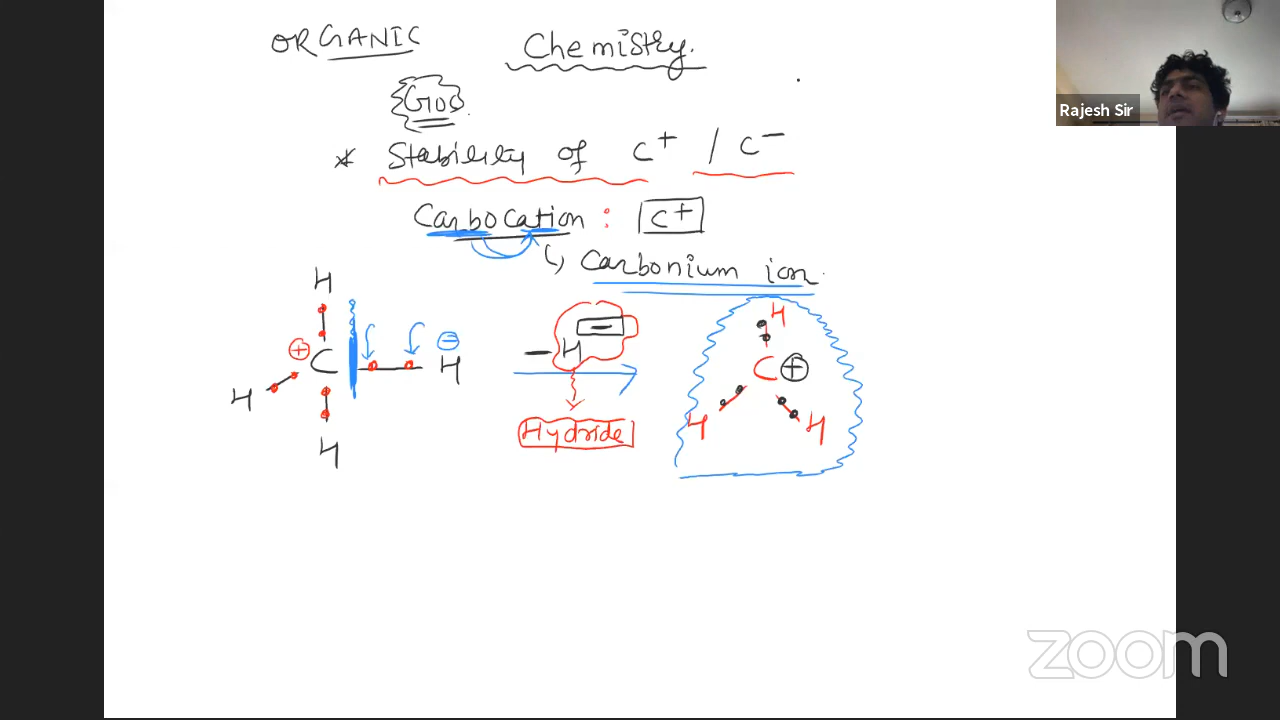 ORGANIC Chemistry.
GOC
Rajesh Sir
* Stability of C+ / C−
Carbocation : C+
↳ Carbonium ion.
H
H
− H −
⊕ C H ⊖
C ⊕
H
H H
Hydride
H
zoom